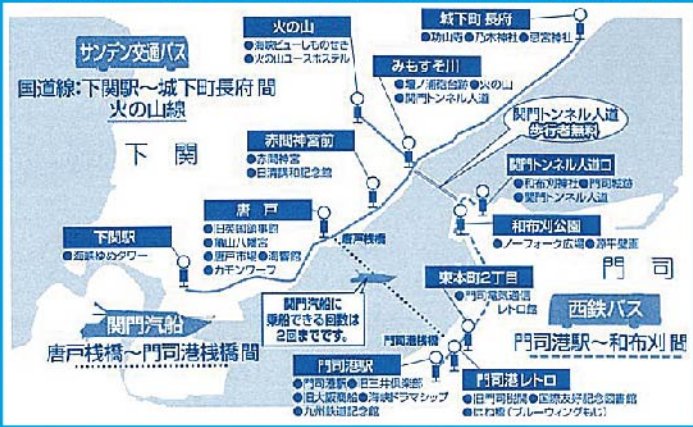 サンデン交通バス
国道線:下関駅～城下町長府間
火の山線
下関
火の山
●海峡ビューしものせき
●火の山ユースホステル
城下町長府
●功山寺●乃木神社●忌宮神社
みもすそ川
●壇ノ浦砲台跡●火の山
●関門トンネル人道
関門トンネル人道
歩行者無料
赤間神宮前
●赤間神宮
●日清講和記念館
関門トンネル人道口
●和布刈神社●門司城跡
●関門トンネル人道
唐戸
●旧英国領事館
●亀山八幡宮
●唐戸市場●海響館
●カモンワーフ
唐戸桟橋
下関駅
●海峡ゆめタワー
和布刈公園
●ノーフォーク広場●源平壁画
門司
関門汽船に
乗船できる回数は
2回までです。
東本町2丁目
●門司電気通信
レトロ館
西鉄バス
門司港駅～和布刈間
関門汽船
唐戸桟橋～門司港桟橋間
門司港桟橋
門司港駅
●門司港駅●旧三井倶楽部
●旧大阪商船●海峡ドラマシップ
●九州鉄道記念館
門司港レトロ
●旧門司税関●国際友好記念図書館
●はね橋(ブルーウィングもじ)